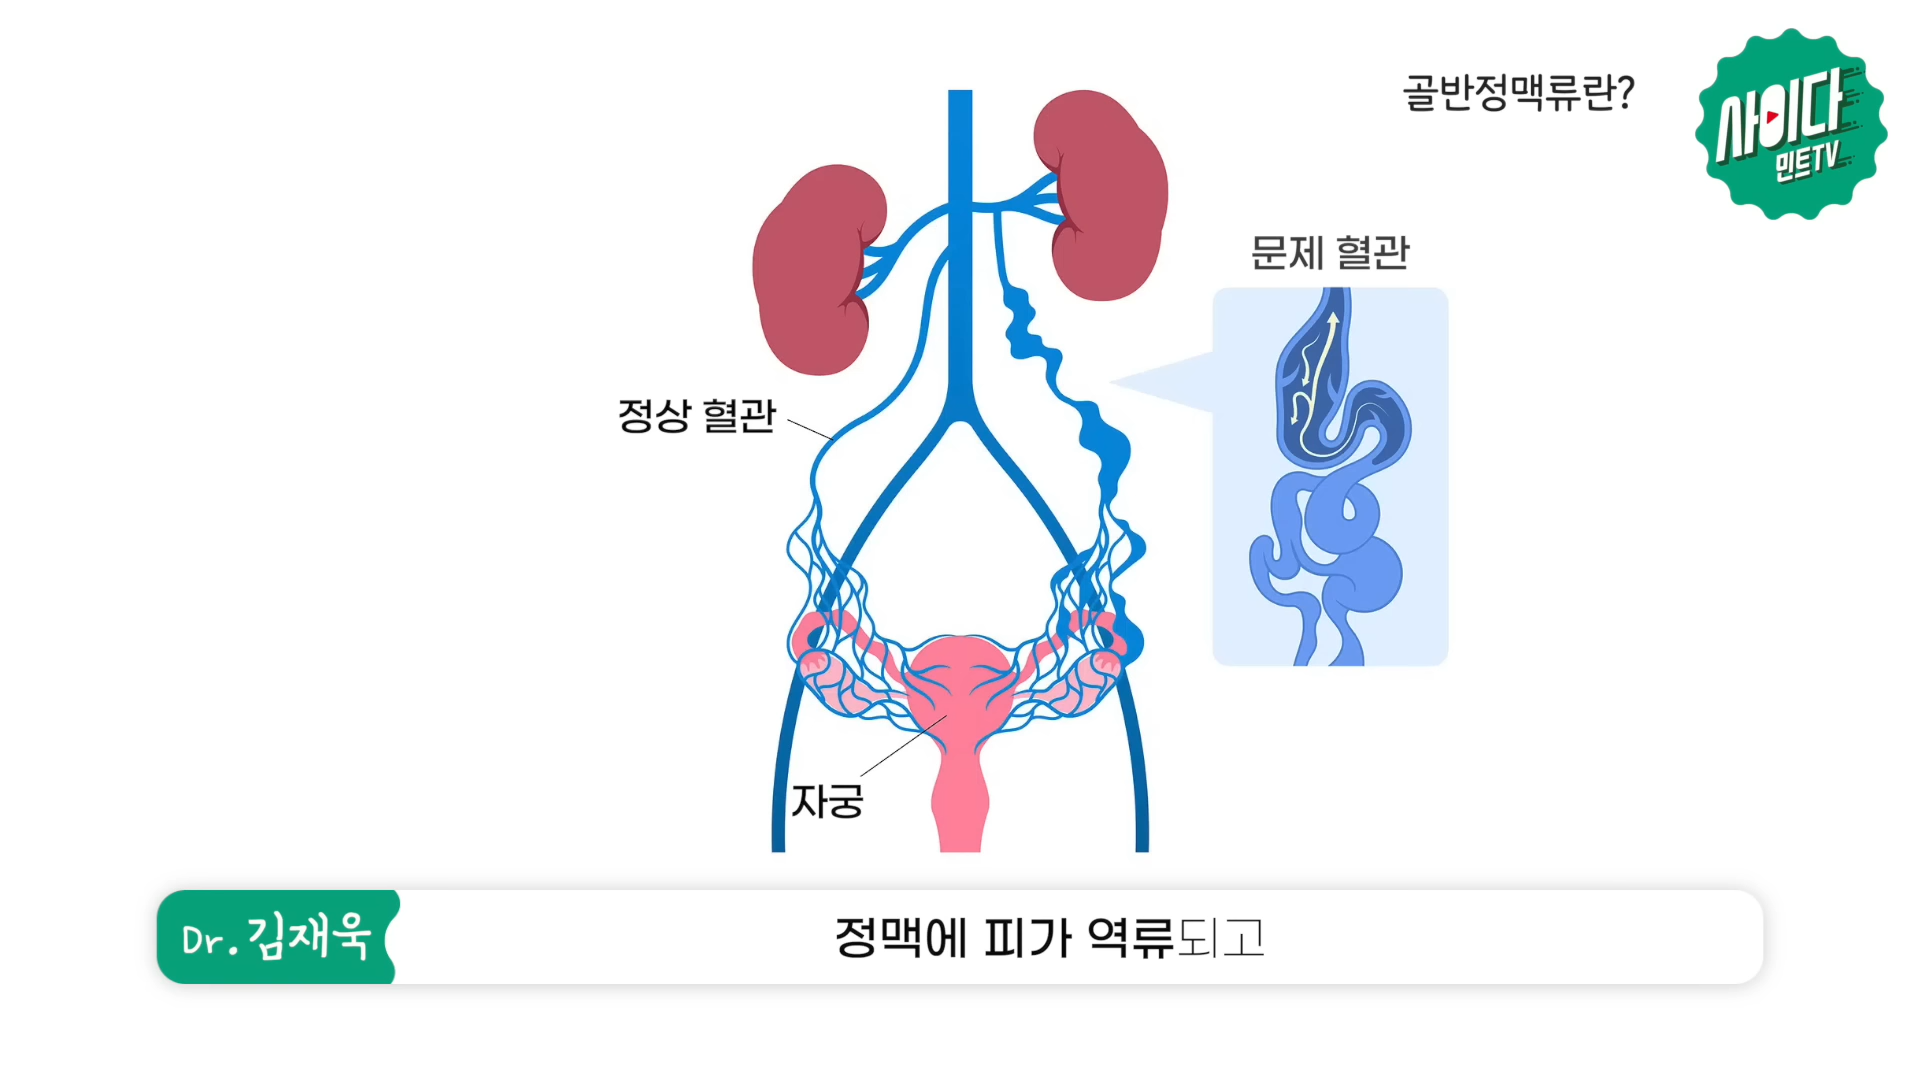 골반정맥류란?
사이다
민트TV
문제 혈관
정상 혈관
자궁
Dr.김재욱
정맥에 피가 역류되고